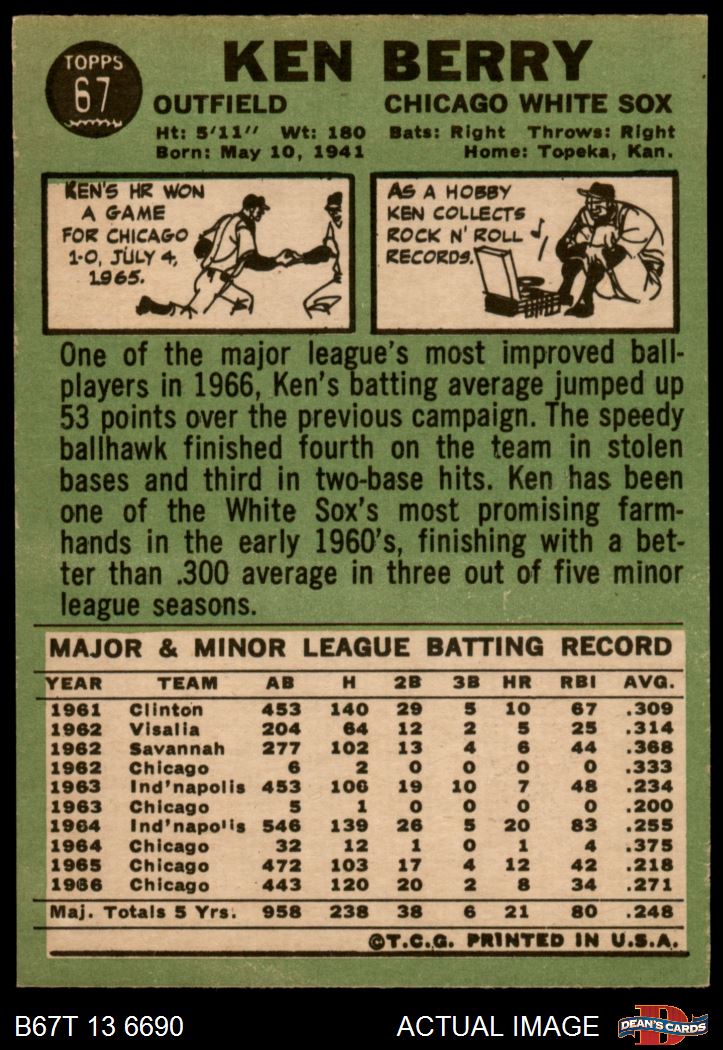 TOPPS
67
KEN BERRY
OUTFIELD CHICAGO WHITE SOX
Ht: 5'11" Wt: 180 Bats: Right Throws: Right
Born: May 10, 1941 Home: Topeka, Kan.
KEN'S HR WON
A GAME
FOR CHICAGO
1-0, JULY 4,
1965.
AS A HOBBY
KEN COLLECTS
ROCK N' ROLL
RECORDS.
One of the major league's most improved ball-
players in 1966, Ken's batting average jumped up
53 points over the previous campaign. The speedy
ballhawk finished fourth on the team in stolen
bases and third in two-base hits. Ken has been
one of the White Sox's most promising farm-
hands in the early 1960's, finishing with a bet-
ter than .300 average in three out of five minor
league seasons.
MAJOR & MINOR LEAGUE BATTING RECORD
YEAR TEAM AB H 2B 3B HR RBI AVG.
1961 Clinton 453 140 29 5 10 67 .309
1962 Visalia 204 64 12 2 5 25 .314
1962 Savannah 277 102 13 4 6 44 .368
1962 Chicago 6 2 0 0 0 0 .333
1963 Ind'napolis 453 106 19 10 7 48 .234
1963 Chicago 5 1 0 0 0 0 .200
1964 Ind'napolis 546 139 26 5 20 83 .255
1964 Chicago 32 12 1 0 1 4 .375
1965 Chicago 472 103 17 4 12 42 .218
1966 Chicago 443 120 20 2 8 34 .271
Maj. Totals 5 Yrs. 958 238 38 6 21 80 .248
©T.C.G. PRINTED IN U.S.A.
B67T 13 6690 ACTUAL IMAGE DEAN'S CARDS